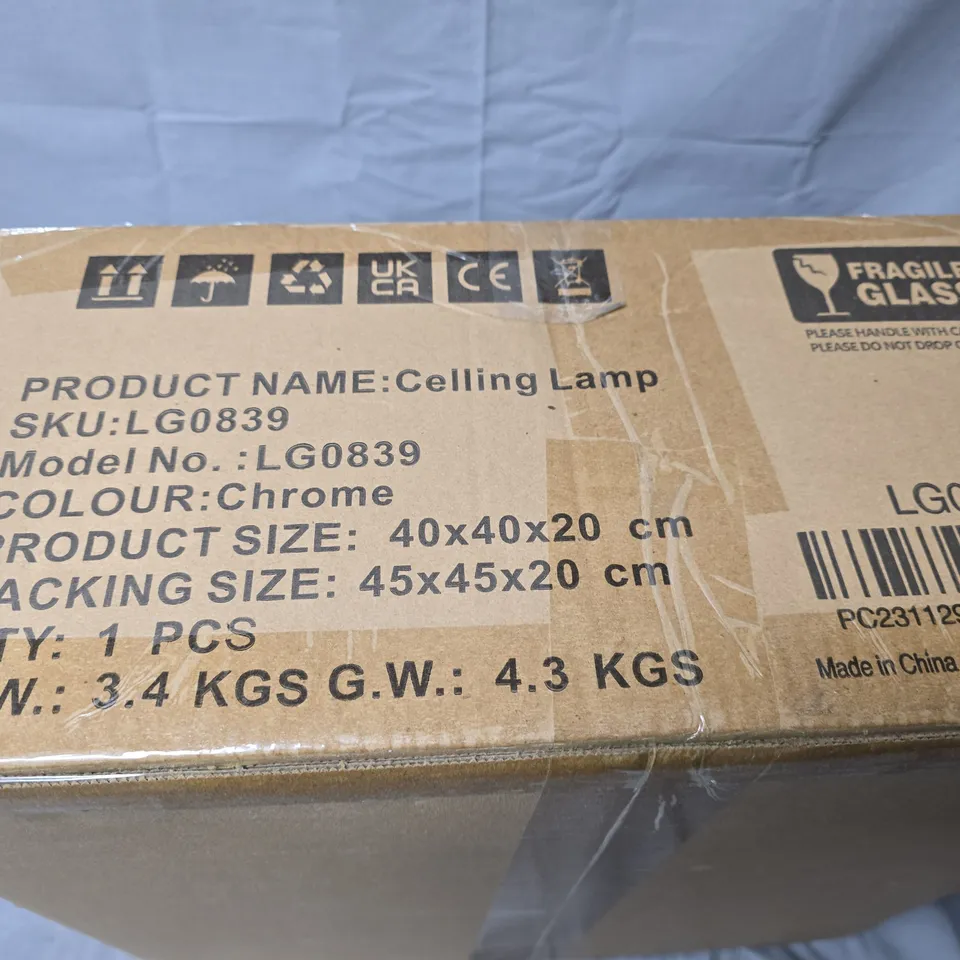 UK
CA
CE
FRAGILE
GLASS
PLEASE HANDLE WITH
PLEASE DO NOT DROP
PRODUCT NAME:Celling Lamp
SKU:LG0839
Model No.:LG0839
COLOUR:Chrome
PRODUCT SIZE: 40x40x20 cm
ACKING SIZE: 45x45x20 cm
TY: 1 PCS
W.: 3.4 KGS G.W.: 4.3 KGS
LG0
PC231129
Made in China